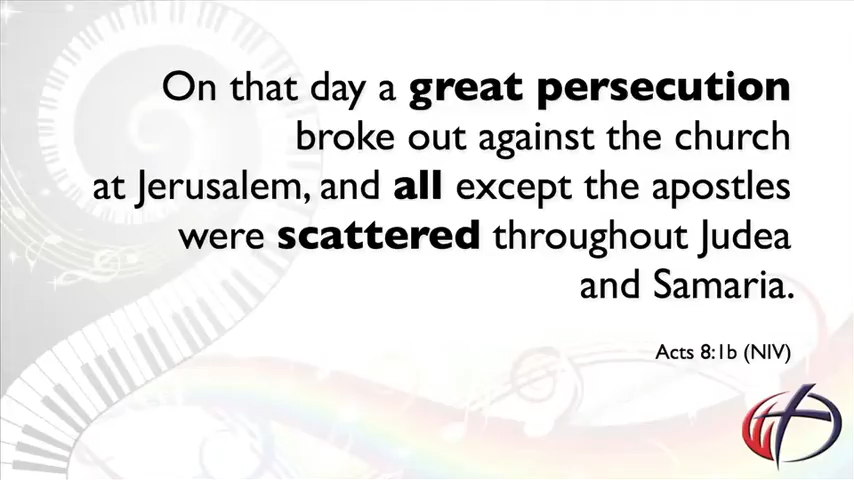 On that day a great persecution
broke out against the church
at Jerusalem, and all except the apostles
were scattered throughout Judea
and Samaria.
Acts 8:1b (NIV)